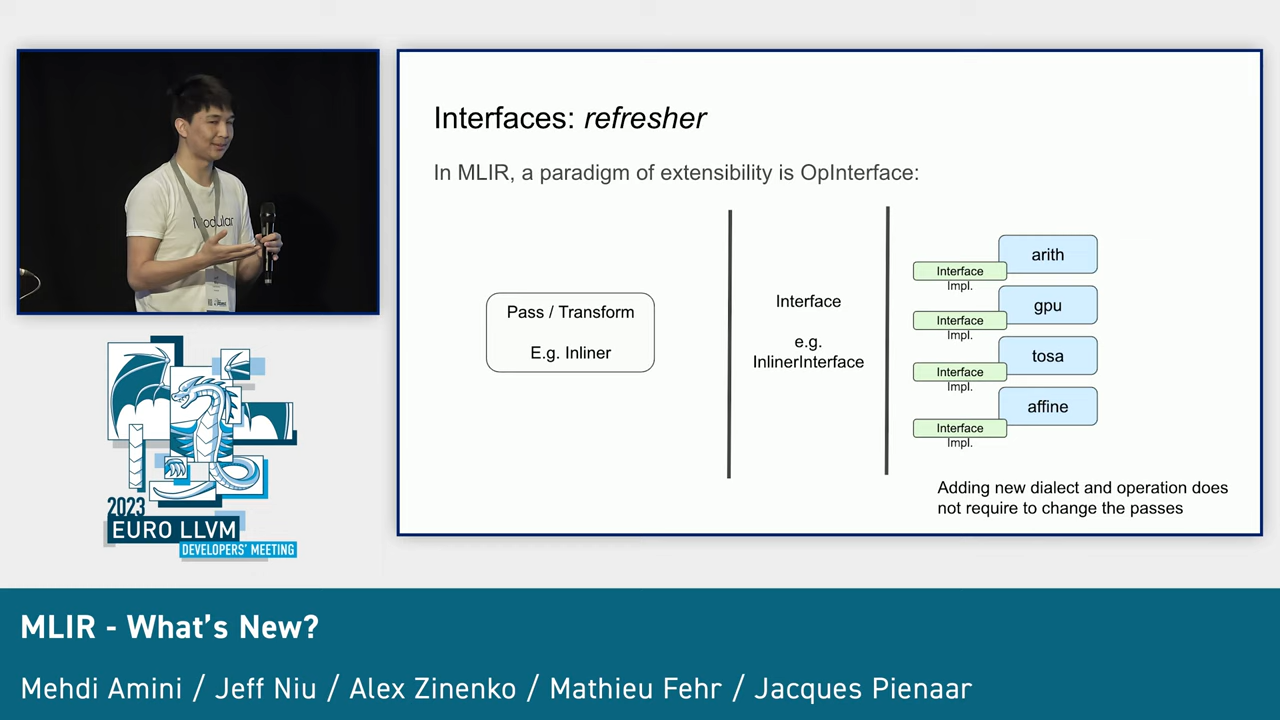 Modular
2023
EURO LLVM
DEVELOPERS' MEETING
Interfaces: refresher
In MLIR, a paradigm of extensibility is OpInterface:
Pass / Transform
E.g. Inliner
Interface
e.g.
InlinerInterface
arith
Interface
Impl.
gpu
Interface
Impl.
tosa
Interface
Impl.
affine
Interface
Impl.
Adding new dialect and operation does
not require to change the passes
MLIR - What's New?
Mehdi Amini / Jeff Niu / Alex Zinenko / Mathieu Fehr / Jacques Pienaar